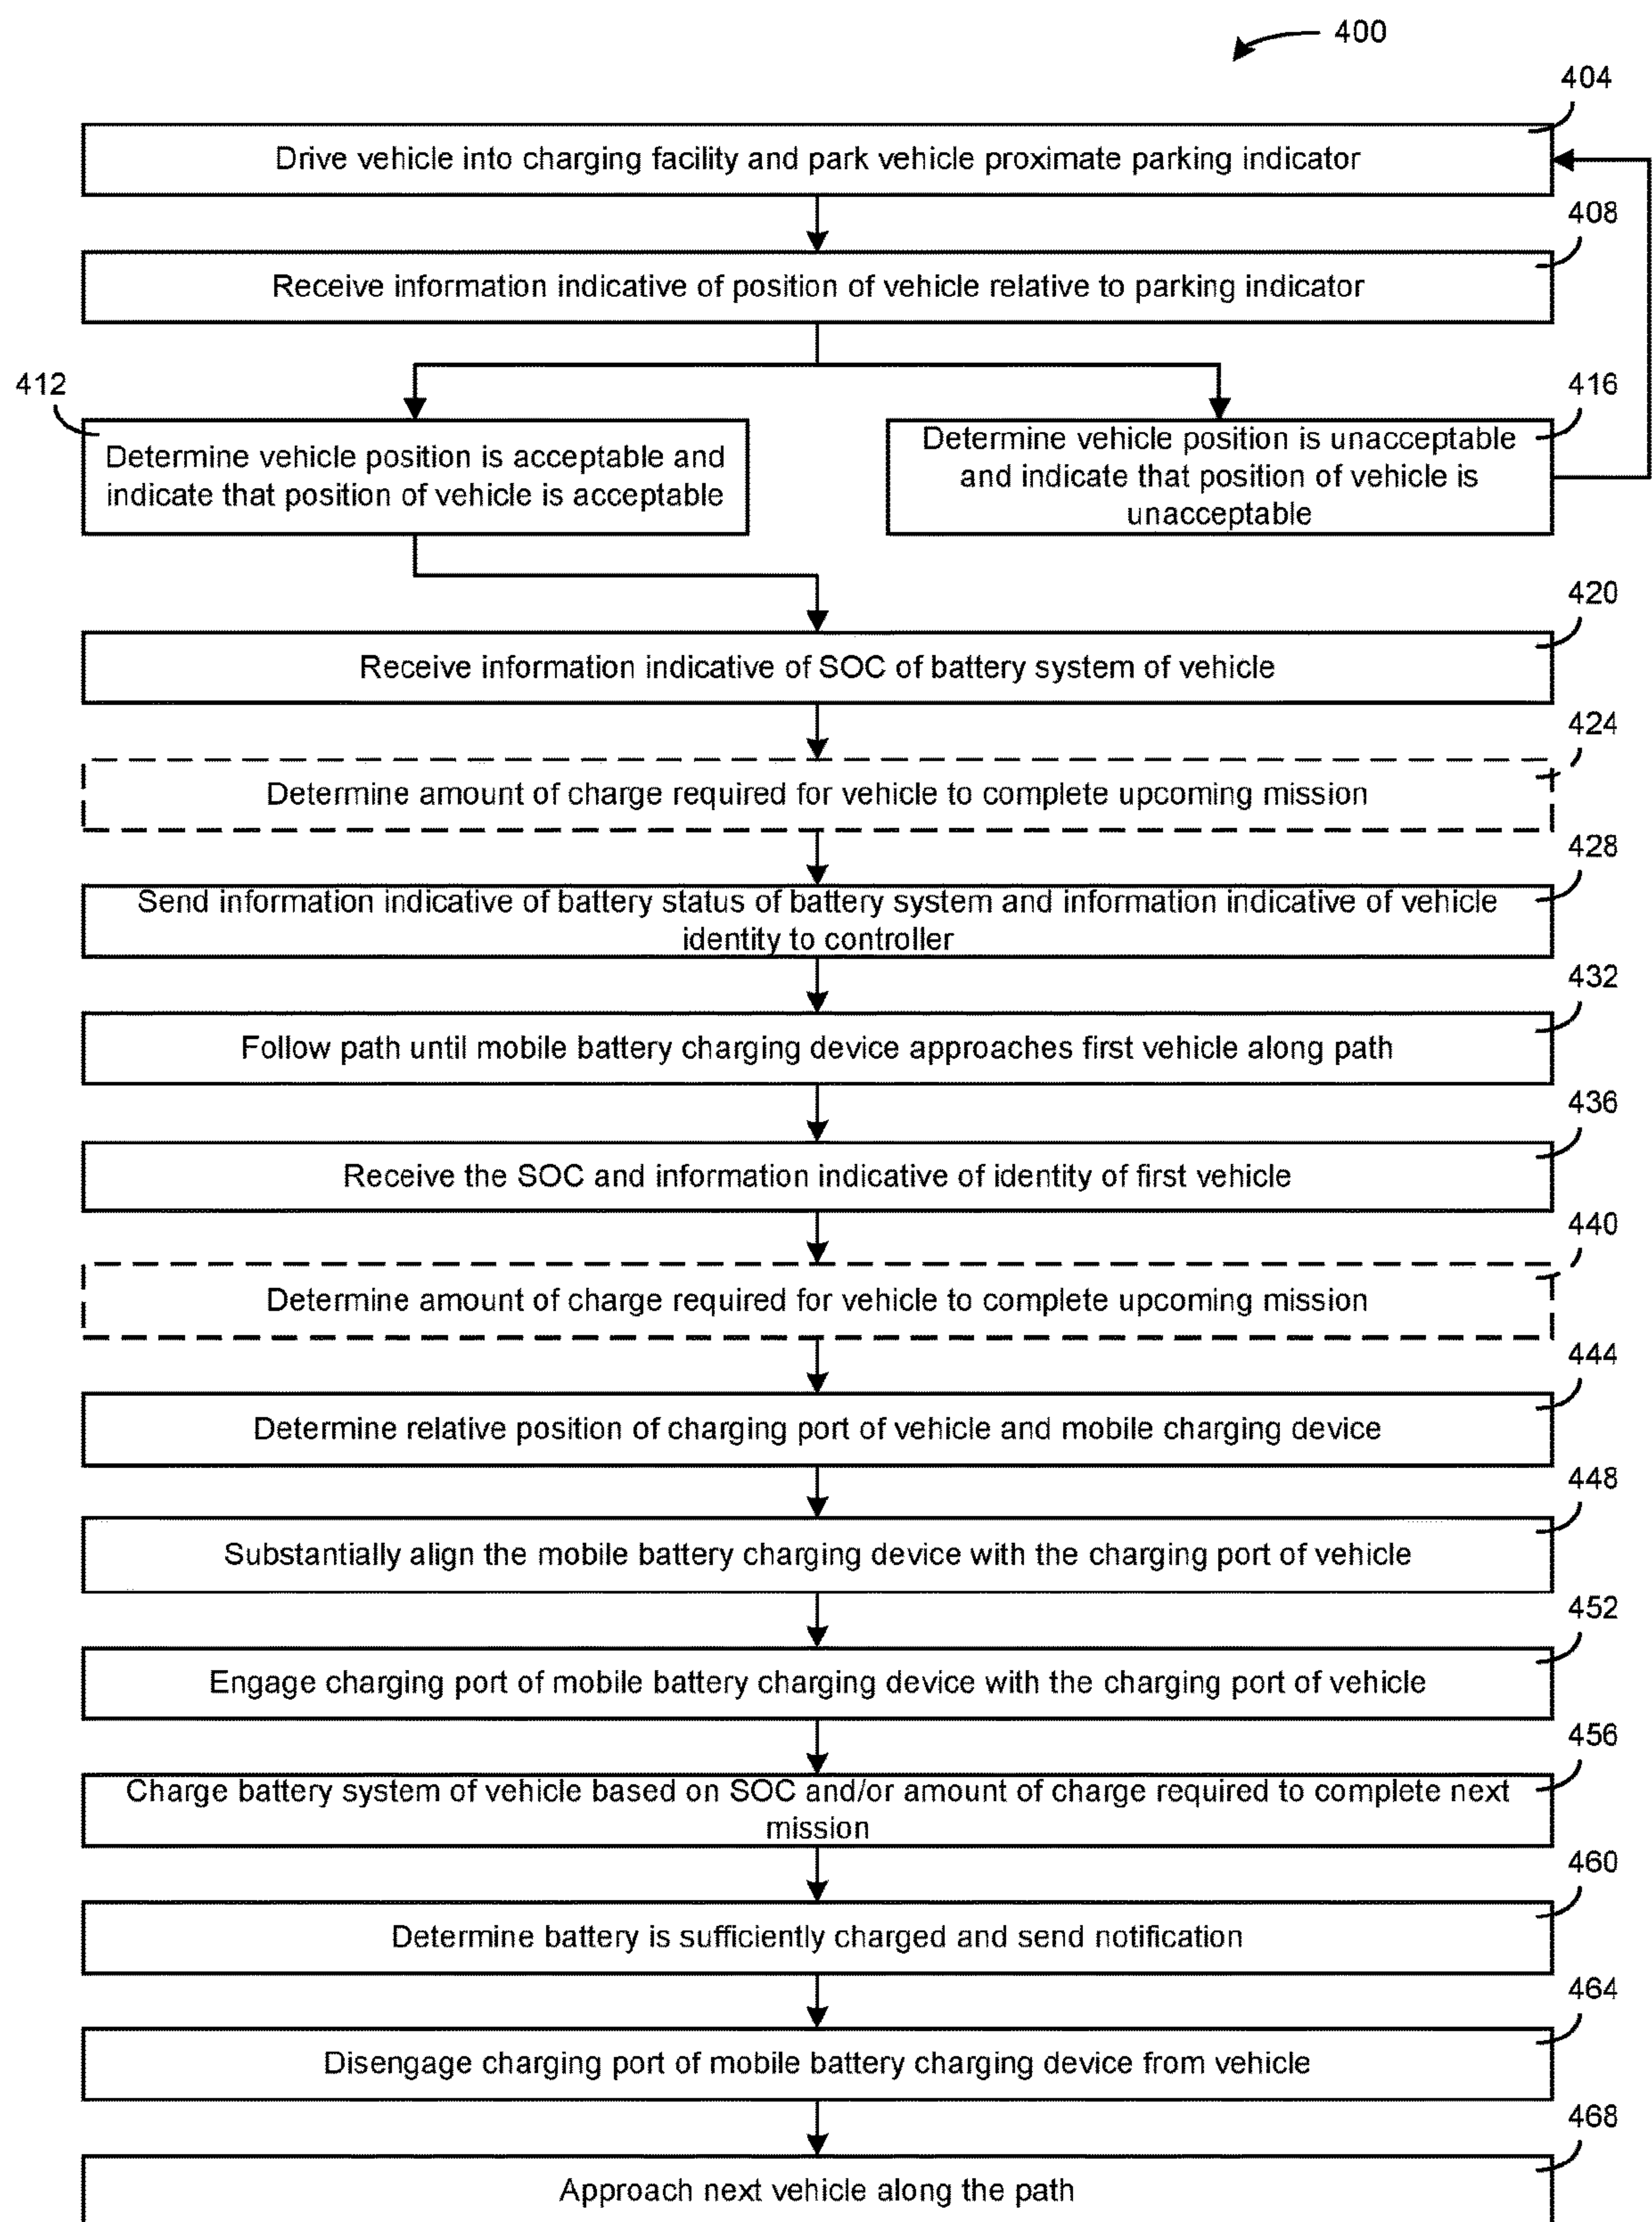 400
404
Drive vehicle into charging facility and park vehicle proximate parking indicator
408
Receive information indicative of position of vehicle relative to parking indicator
412
Determine vehicle position is acceptable and
indicate that position of vehicle is acceptable
416
Determine vehicle position is unacceptable
and indicate that position of vehicle is
unacceptable
420
Receive information indicative of SOC of battery system of vehicle
424
Determine amount of charge required for vehicle to complete upcoming mission
428
Send information indicative of battery status of battery system and information indicative of vehicle
identity to controller
432
Follow path until mobile battery charging device approaches first vehicle along path
436
Receive the SOC and information indicative of identity of first vehicle
440
Determine amount of charge required for vehicle to complete upcoming mission
444
Determine relative position of charging port of vehicle and mobile charging device
448
Substantially align the mobile battery charging device with the charging port of vehicle
452
Engage charging port of mobile battery charging device with the charging port of vehicle
456
Charge battery system of vehicle based on SOC and/or amount of charge required to complete next
mission
460
Determine battery is sufficiently charged and send notification
464
Disengage charging port of mobile battery charging device from vehicle
468
Approach next vehicle along the path